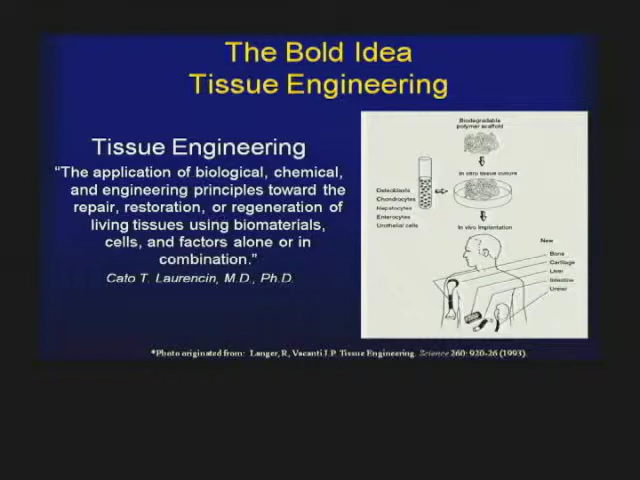 The Bold Idea
Tissue Engineering
Tissue Engineering
“The application of biological, chemical,
and engineering principles toward the
repair, restoration, or regeneration of
living tissues using biomaterials,
cells, and factors alone or in
combination.”
Cato T. Laurencin, M.D., Ph.D.
Biodegradable
polymer scaffold
In vitro tissue culture
Osteoblasts
Chondrocytes
Hepatocytes
Enterocytes
Urothelial cells
In vivo implantation
New
Bone
Cartilage
Liver
Intestine
Ureter
*Photo originated from: Langer, R, Vacanti J.P. Tissue Engineering. Science 260: 920-26 (1993).